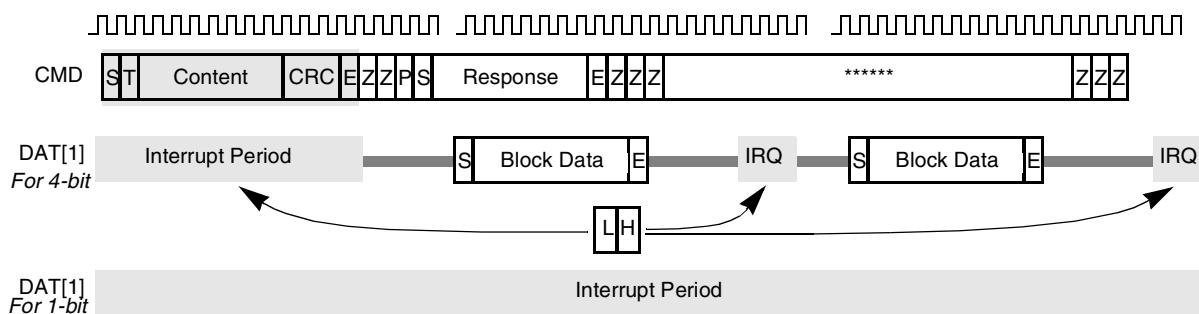 CMD S T Content CRC E Z Z P S Response E Z Z Z ****** Z Z Z
DAT[1] Interrupt Period S Block Data E IRQ S Block Data E IRQ
For 4-bit
L H
DAT[1] Interrupt Period
For 1-bit